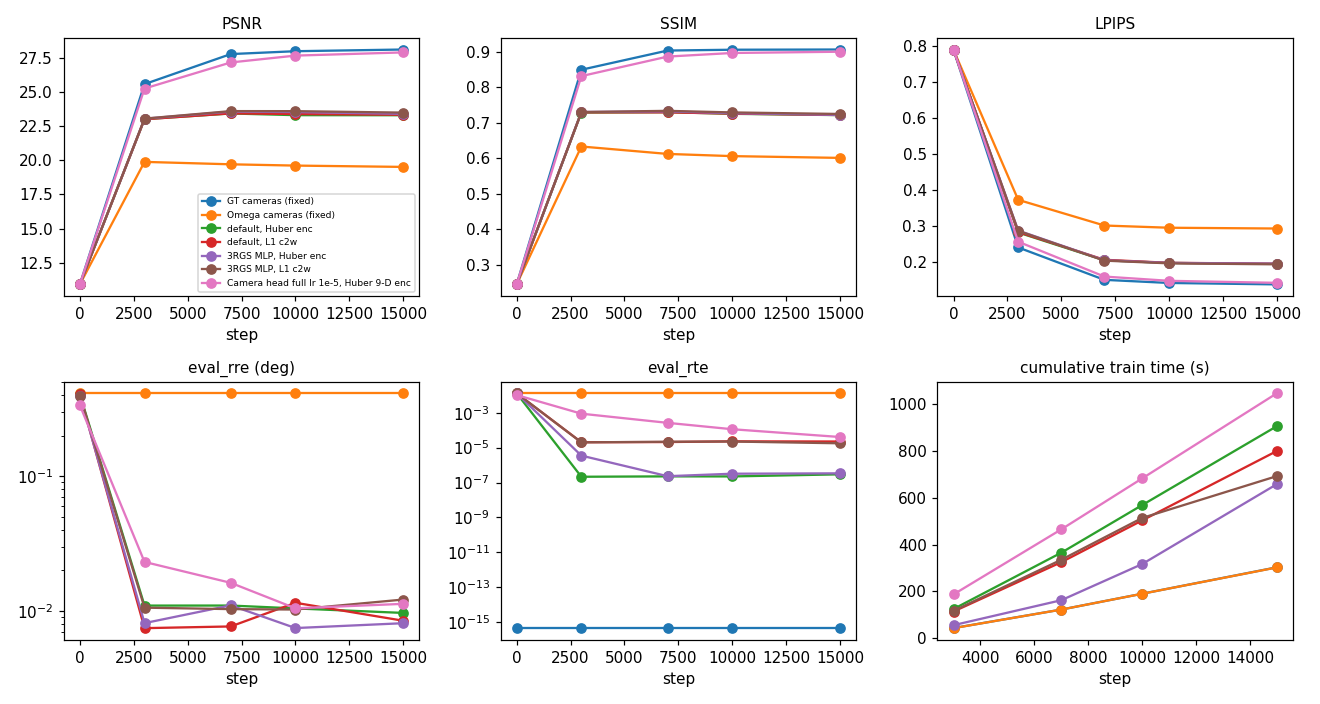 PSNR
27.5
25.0
22.5
20.0
17.5
15.0
12.5
0 2500 5000 7500 10000 12500 15000
step
GT cameras (fixed)
Omega cameras (fixed)
default, Huber enc
default, L1 c2w
3RGS MLP, Huber enc
3RGS MLP, L1 c2w
Camera head full lr 1e-5, Huber 9-D enc
SSIM
0.9
0.8
0.7
0.6
0.5
0.4
0.3
0 2500 5000 7500 10000 12500 15000
step
LPIPS
0.8
0.7
0.6
0.5
0.4
0.3
0.2
0 2500 5000 7500 10000 12500 15000
step
eval_rre (deg)
10⁻¹
10⁻²
0 2500 5000 7500 10000 12500 15000
step
eval_rte
10⁻³
10⁻⁵
10⁻⁷
10⁻⁹
10⁻¹¹
10⁻¹³
10⁻¹⁵
0 2500 5000 7500 10000 12500 15000
step
cumulative train time (s)
1000
800
600
400
200
0
4000 6000 8000 10000 12000 14000
step